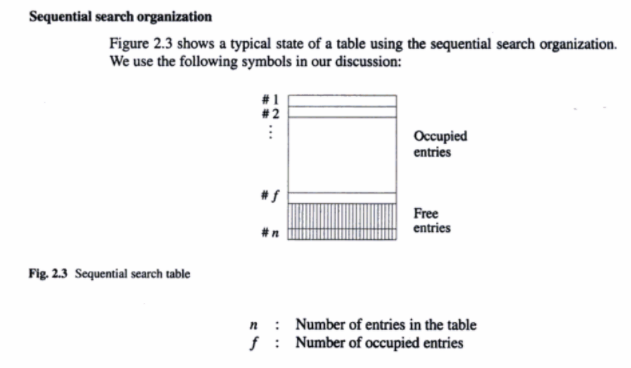 Sequential search organization
Figure 2.3 shows a typical state of a table using the sequential search organization.
We use the following symbols in our discussion:
# 1
# 2
⋮
Occupied
entries
# f
Free
entries
# n
Fig. 2.3 Sequential search table
n : Number of entries in the table
f : Number of occupied entries